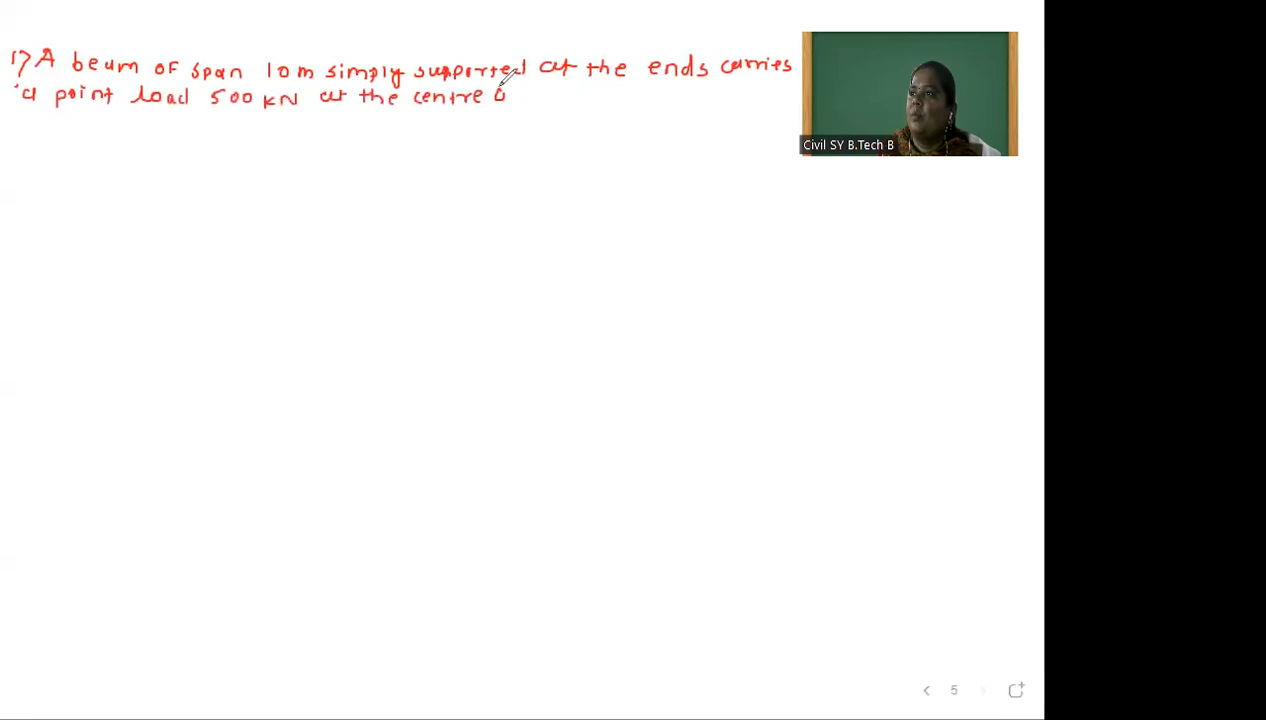 1) A beam of span 10m simply supported at the ends carries
a point load 500 KN at the centre o
Civil SY B.Tech B
5